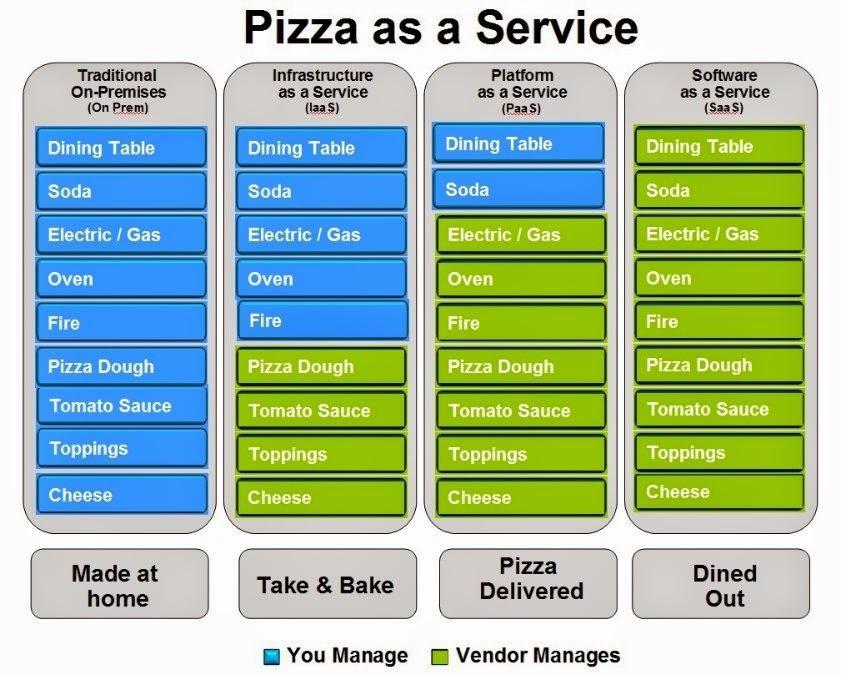 Pizza as a Service
Traditional
On-Premises
(On Prem)
Dining Table
Soda
Electric / Gas
Oven
Fire
Pizza Dough
Tomato Sauce
Toppings
Cheese
Made at
home
Infrastructure
as a Service
(IaaS)
Dining Table
Soda
Electric / Gas
Oven
Fire
Pizza Dough
Tomato Sauce
Toppings
Cheese
Take & Bake
Platform
as a Service
(PaaS)
Dining Table
Soda
Electric / Gas
Oven
Fire
Pizza Dough
Tomato Sauce
Toppings
Cheese
Pizza
Delivered
Software
as a Service
(SaaS)
Dining Table
Soda
Electric / Gas
Oven
Fire
Pizza Dough
Tomato Sauce
Toppings
Cheese
Dined
Out
You Manage
Vendor Manages